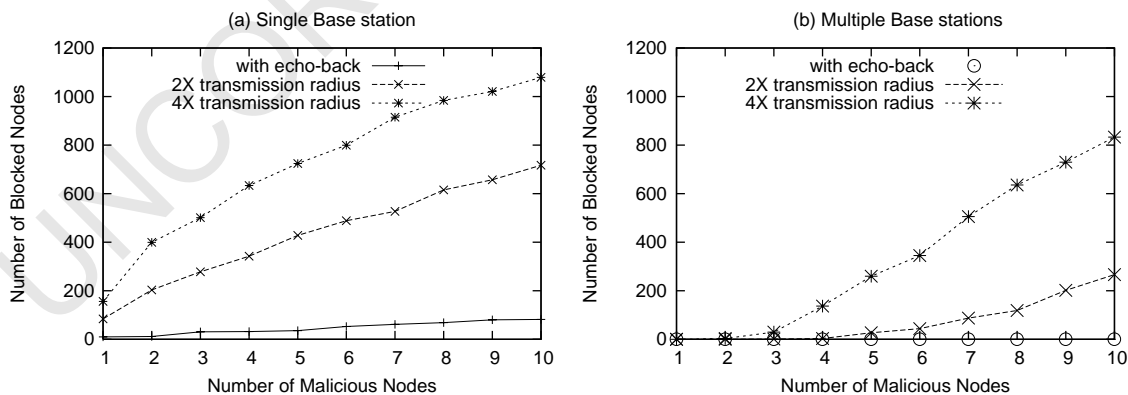 (a) Single Base station
1200
1000
800
600
400
200
0
Number of Blocked Nodes
with echo-back
2X transmission radius
4X transmission radius
1 2 3 4 5 6 7 8 9 10
Number of Malicious Nodes
(b) Multiple Base stations
1200
1000
800
600
400
200
0
Number of Blocked Nodes
with echo-back
2X transmission radius
4X transmission radius
1 2 3 4 5 6 7 8 9 10
Number of Malicious Nodes
UNCOR